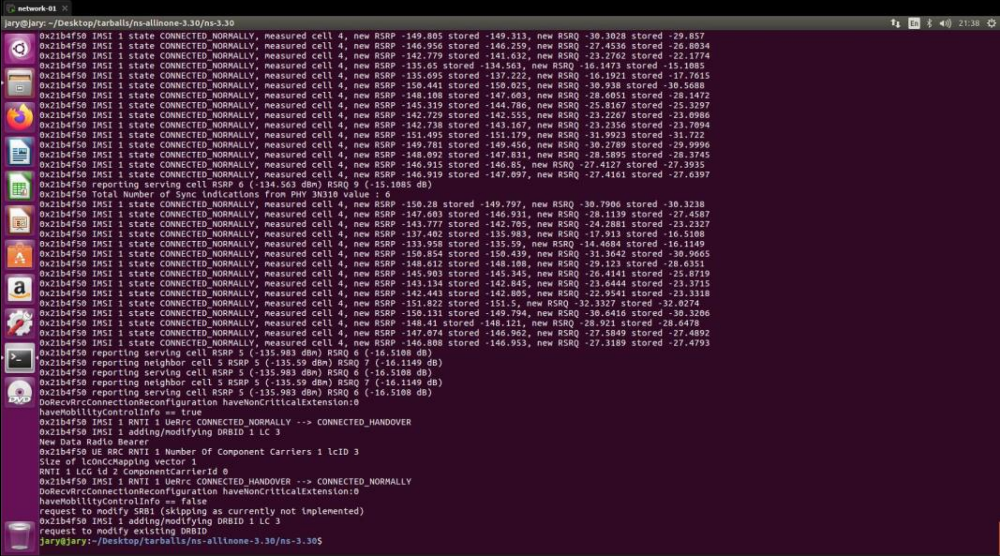 network-01
jary@jary: ~/Desktop/tarballs/ns-allinone-3.30/ns-3.30
En
21:38
0x21b4f50 IMSI 1 state CONNECTED_NORMALLY, measured cell 4, new RSRP -149.805 stored -149.313, new RSRQ -30.3028 stored -29.857
0x21b4f50 IMSI 1 state CONNECTED_NORMALLY, measured cell 4, new RSRP -146.956 stored -146.259, new RSRQ -27.4536 stored -26.8034
0x21b4f50 IMSI 1 state CONNECTED_NORMALLY, measured cell 4, new RSRP -142.779 stored -141.632, new RSRQ -23.2762 stored -22.1774
0x21b4f50 IMSI 1 state CONNECTED_NORMALLY, measured cell 4, new RSRP -135.65 stored -134.563, new RSRQ -16.1473 stored -15.1085
0x21b4f50 IMSI 1 state CONNECTED_NORMALLY, measured cell 4, new RSRP -135.695 stored -137.222, new RSRQ -16.1921 stored -17.7615
0x21b4f50 IMSI 1 state CONNECTED_NORMALLY, measured cell 4, new RSRP -150.441 stored -150.025, new RSRQ -30.938 stored -30.5688
0x21b4f50 IMSI 1 state CONNECTED_NORMALLY, measured cell 4, new RSRP -148.108 stored -147.603, new RSRQ -28.6051 stored -28.1472
0x21b4f50 IMSI 1 state CONNECTED_NORMALLY, measured cell 4, new RSRP -145.319 stored -144.786, new RSRQ -25.8167 stored -25.3297
0x21b4f50 IMSI 1 state CONNECTED_NORMALLY, measured cell 4, new RSRP -142.729 stored -142.555, new RSRQ -23.2267 stored -23.0986
0x21b4f50 IMSI 1 state CONNECTED_NORMALLY, measured cell 4, new RSRP -142.738 stored -143.167, new RSRQ -23.2356 stored -23.7094
0x21b4f50 IMSI 1 state CONNECTED_NORMALLY, measured cell 4, new RSRP -151.495 stored -151.179, new RSRQ -31.9923 stored -31.722
0x21b4f50 IMSI 1 state CONNECTED_NORMALLY, measured cell 4, new RSRP -149.781 stored -149.456, new RSRQ -30.2789 stored -29.9996
0x21b4f50 IMSI 1 state CONNECTED_NORMALLY, measured cell 4, new RSRP -148.092 stored -147.831, new RSRQ -28.5895 stored -28.3745
0x21b4f50 IMSI 1 state CONNECTED_NORMALLY, measured cell 4, new RSRP -146.915 stored -146.85, new RSRQ -27.4127 stored -27.3935
0x21b4f50 IMSI 1 state CONNECTED_NORMALLY, measured cell 4, new RSRP -146.919 stored -147.097, new RSRQ -27.4161 stored -27.6397
0x21b4f50 reporting serving cell RSRP 6 (-134.563 dBm) RSRQ 9 (-15.1085 dB)
0x21b4f50 Total Number of Sync indications from PHY 3N310 value : 6
0x21b4f50 IMSI 1 state CONNECTED_NORMALLY, measured cell 4, new RSRP -150.28 stored -149.797, new RSRQ -30.7906 stored -30.3238
0x21b4f50 IMSI 1 state CONNECTED_NORMALLY, measured cell 4, new RSRP -147.603 stored -146.931, new RSRQ -28.1139 stored -27.4587
0x21b4f50 IMSI 1 state CONNECTED_NORMALLY, measured cell 4, new RSRP -143.777 stored -142.705, new RSRQ -24.2881 stored -23.2327
0x21b4f50 IMSI 1 state CONNECTED_NORMALLY, measured cell 4, new RSRP -137.402 stored -135.983, new RSRQ -17.913 stored -16.5108
0x21b4f50 IMSI 1 state CONNECTED_NORMALLY, measured cell 4, new RSRP -133.958 stored -135.59, new RSRQ -14.4684 stored -16.1149
0x21b4f50 IMSI 1 state CONNECTED_NORMALLY, measured cell 4, new RSRP -150.854 stored -150.439, new RSRQ -31.3642 stored -30.9665
0x21b4f50 IMSI 1 state CONNECTED_NORMALLY, measured cell 4, new RSRP -148.612 stored -148.108, new RSRQ -29.123 stored -28.6351
0x21b4f50 IMSI 1 state CONNECTED_NORMALLY, measured cell 4, new RSRP -145.903 stored -145.345, new RSRQ -26.4141 stored -25.8719
0x21b4f50 IMSI 1 state CONNECTED_NORMALLY, measured cell 4, new RSRP -143.134 stored -142.845, new RSRQ -23.6444 stored -23.3715
0x21b4f50 IMSI 1 state CONNECTED_NORMALLY, measured cell 4, new RSRP -142.443 stored -142.805, new RSRQ -22.9541 stored -23.3318
0x21b4f50 IMSI 1 state CONNECTED_NORMALLY, measured cell 4, new RSRP -151.822 stored -151.5, new RSRQ -32.3327 stored -32.0274
0x21b4f50 IMSI 1 state CONNECTED_NORMALLY, measured cell 4, new RSRP -150.131 stored -149.794, new RSRQ -30.6416 stored -30.3206
0x21b4f50 IMSI 1 state CONNECTED_NORMALLY, measured cell 4, new RSRP -148.41 stored -148.121, new RSRQ -28.921 stored -28.6478
0x21b4f50 IMSI 1 state CONNECTED_NORMALLY, measured cell 4, new RSRP -147.074 stored -146.962, new RSRQ -27.5849 stored -27.4892
0x21b4f50 IMSI 1 state CONNECTED_NORMALLY, measured cell 4, new RSRP -146.808 stored -146.953, new RSRQ -27.3189 stored -27.4793
0x21b4f50 reporting serving cell RSRP 5 (-135.983 dBm) RSRQ 6 (-16.5108 dB)
0x21b4f50 reporting neighbor cell 5 RSRP 5 (-135.59 dBm) RSRQ 7 (-16.1149 dB)
0x21b4f50 reporting serving cell RSRP 5 (-135.983 dBm) RSRQ 6 (-16.5108 dB)
0x21b4f50 reporting neighbor cell 5 RSRP 5 (-135.59 dBm) RSRQ 7 (-16.1149 dB)
0x21b4f50 reporting serving cell RSRP 5 (-135.983 dBm) RSRQ 6 (-16.5108 dB)
DoRecvRrcConnectionReconfiguration haveNonCriticalExtension:0
haveMobilityControlInfo == true
0x21b4f50 IMSI 1 RNTI 1 UeRrc CONNECTED_NORMALLY --> CONNECTED_HANDOVER
0x21b4f50 IMSI 1 adding/modifying DRBID 1 LC 3
New Data Radio Bearer
0x21b4f50 UE RRC RNTI 1 Number Of Component Carriers 1 lcID 3
Size of lcOnCcMapping vector 1
RNTI 1 LCG id 2 ComponentCarrierId 0
0x21b4f50 IMSI 1 RNTI 1 UeRrc CONNECTED_HANDOVER --> CONNECTED_NORMALLY
DoRecvRrcConnectionReconfiguration haveNonCriticalExtension:0
haveMobilityControlInfo == false
request to modify SRB1 (skipping as currently not implemented)
0x21b4f50 IMSI 1 adding/modifying DRBID 1 LC 3
request to modify existing DRBID
jary@jary:~/Desktop/tarballs/ns-allinone-3.30/ns-3.30$
A
a
>_
DVD